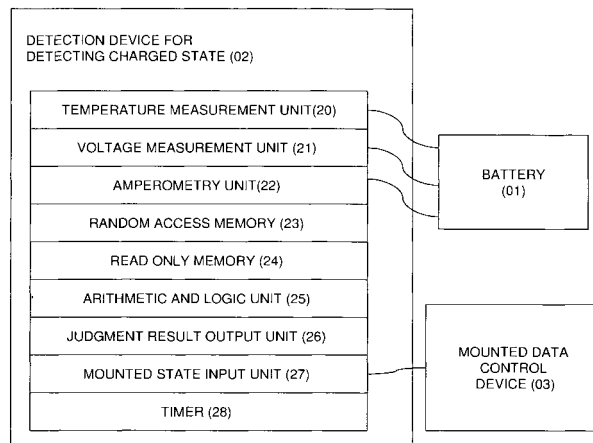 DETECTION DEVICE FOR
DETECTING CHARGED STATE (02)
TEMPERATURE MEASUREMENT UNIT(20)
VOLTAGE MEASUREMENT UNIT (21)
AMPEROMETRY UNIT(22)
RANDOM ACCESS MEMORY (23)
READ ONLY MEMORY (24)
ARITHMETIC AND LOGIC UNIT (25)
JUDGMENT RESULT OUTPUT UNIT (26)
MOUNTED STATE INPUT UNIT (27)
TIMER (28)
BATTERY
(01)
MOUNTED DATA
CONTROL
DEVICE (03)